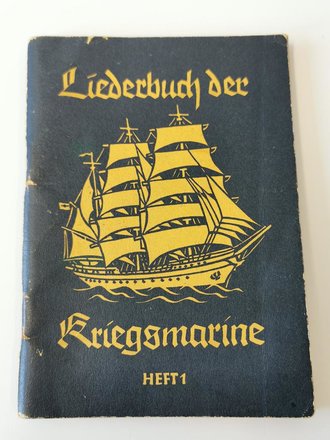 Liederbuch der
Kriegsmarine
HEFT 1